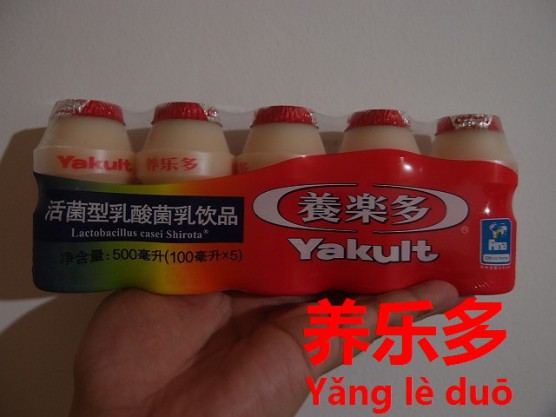 Yakult
养乐多
活菌型乳酸菌乳饮品
Lactobacillus casei Shirota®
净含量:500毫升(100毫升×5)
養楽多
Yakult
®
Fina
养乐多
Yǎng lè duō